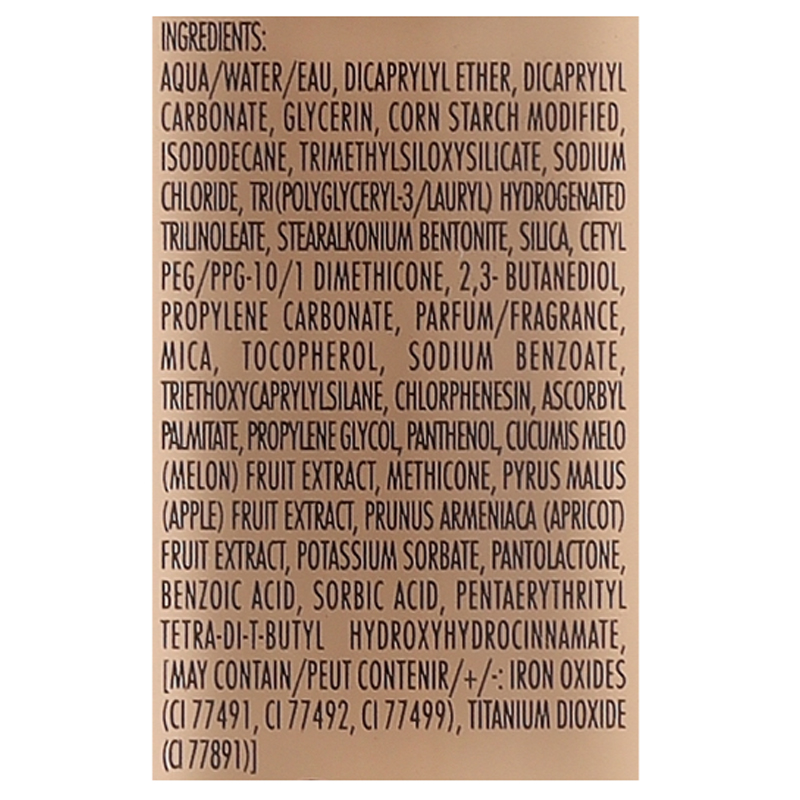 INGREDIENTS:
AQUA/WATER/EAU, DICAPRYLYL ETHER, DICAPRYLYL
CARBONATE, GLYCERIN, CORN STARCH MODIFIED,
ISODODECANE, TRIMETHYLSILOXYSILICATE, SODIUM
CHLORIDE, TRI(POLYGLYCERYL-3/LAURYL) HYDROGENATED
TRILINOLEATE, STEARALKONIUM BENTONITE, SILICA, CETYL
PEG/PPG-10/1 DIMETHICONE, 2,3- BUTANEDIOL,
PROPYLENE CARBONATE, PARFUM/FRAGRANCE,
MICA, TOCOPHEROL, SODIUM BENZOATE,
TRIETHOXYCAPRYLYLSILANE, CHLORPHENESIN, ASCORBYL
PALMITATE, PROPYLENE GLYCOL, PANTHENOL, CUCUMIS MELO
(MELON) FRUIT EXTRACT, METHICONE, PYRUS MALUS
(APPLE) FRUIT EXTRACT, PRUNUS ARMENIACA (APRICOT)
FRUIT EXTRACT, POTASSIUM SORBATE, PANTOLACTONE,
BENZOIC ACID, SORBIC ACID, PENTAERYTHRITYL
TETRA-DI-T-BUTYL HYDROXYHYDROCINNAMATE,
[MAY CONTAIN/PEUT CONTENIR/+/-: IRON OXIDES
(CI 77491, CI 77492, CI 77499), TITANIUM DIOXIDE
(CI 77891)]